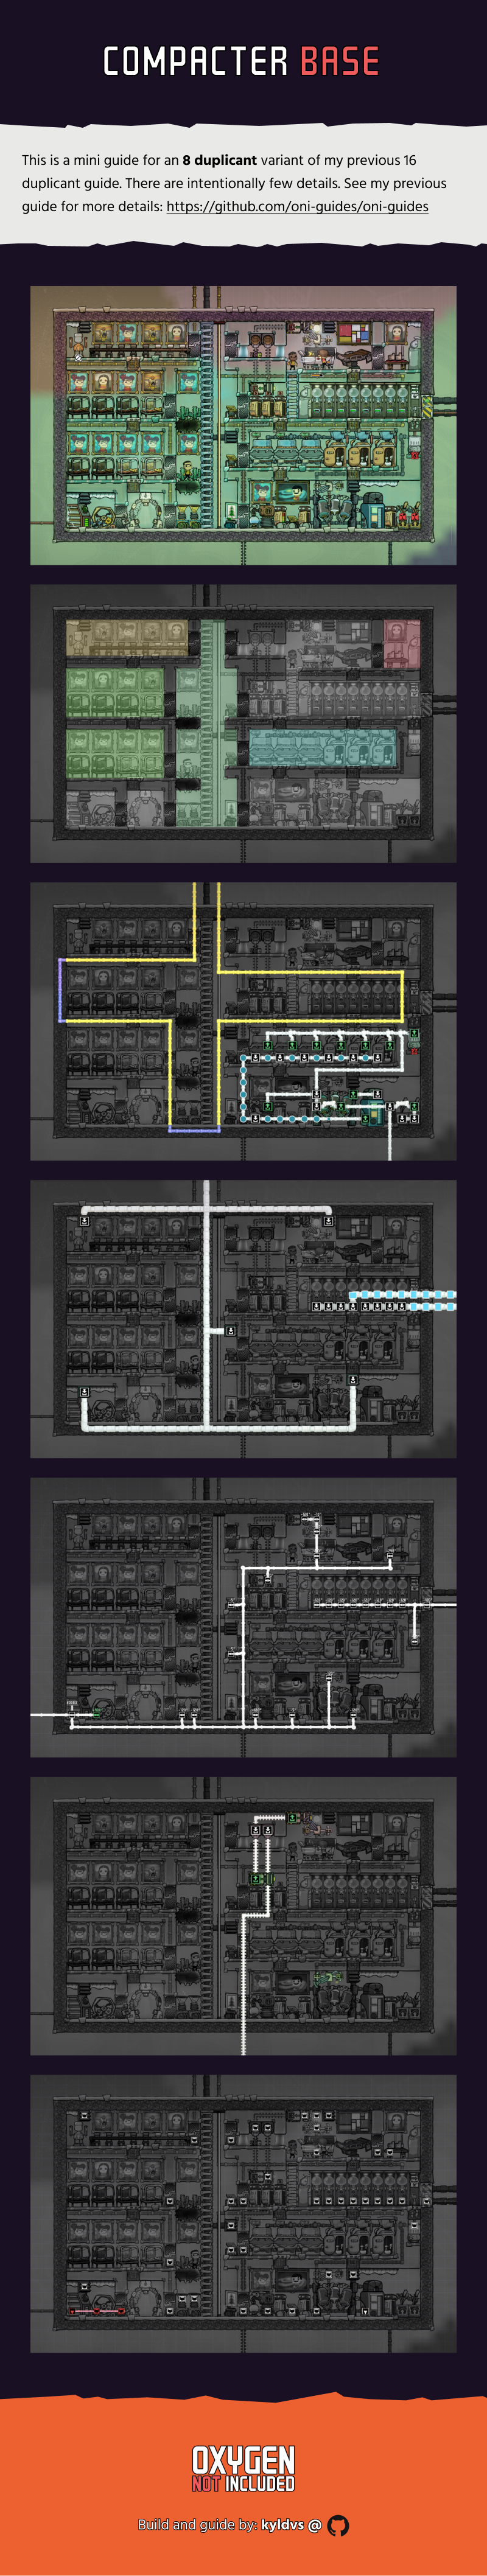 COMPACTER BASE
This is a mini guide for an 8 duplicant variant of my previous 16
duplicant guide. There are intentionally few details. See my previous
guide for more details: https://github.com/oni-guides/oni-guides
OXYGEN
NOT INCLUDED
Build and guide by: kyldvs @